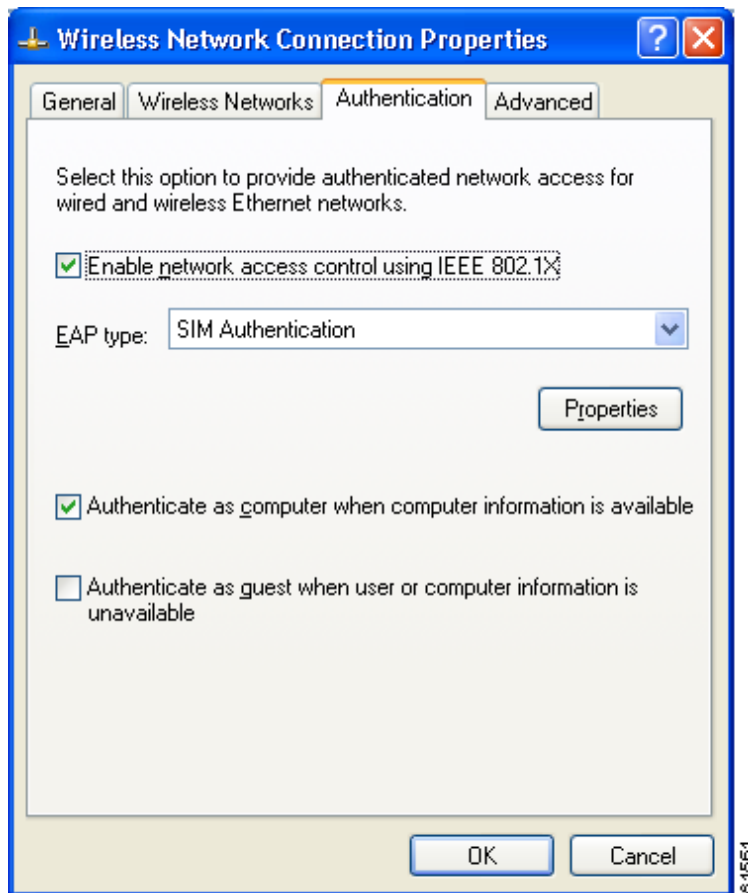 Wireless Network Connection Properties
General Wireless Networks Authentication Advanced
Select this option to provide authenticated network access for
wired and wireless Ethernet networks.
Enable network access control using IEEE 802.1X
EAP type: SIM Authentication
Properties
Authenticate as computer when computer information is available
Authenticate as guest when user or computer information is
unavailable
OK Cancel